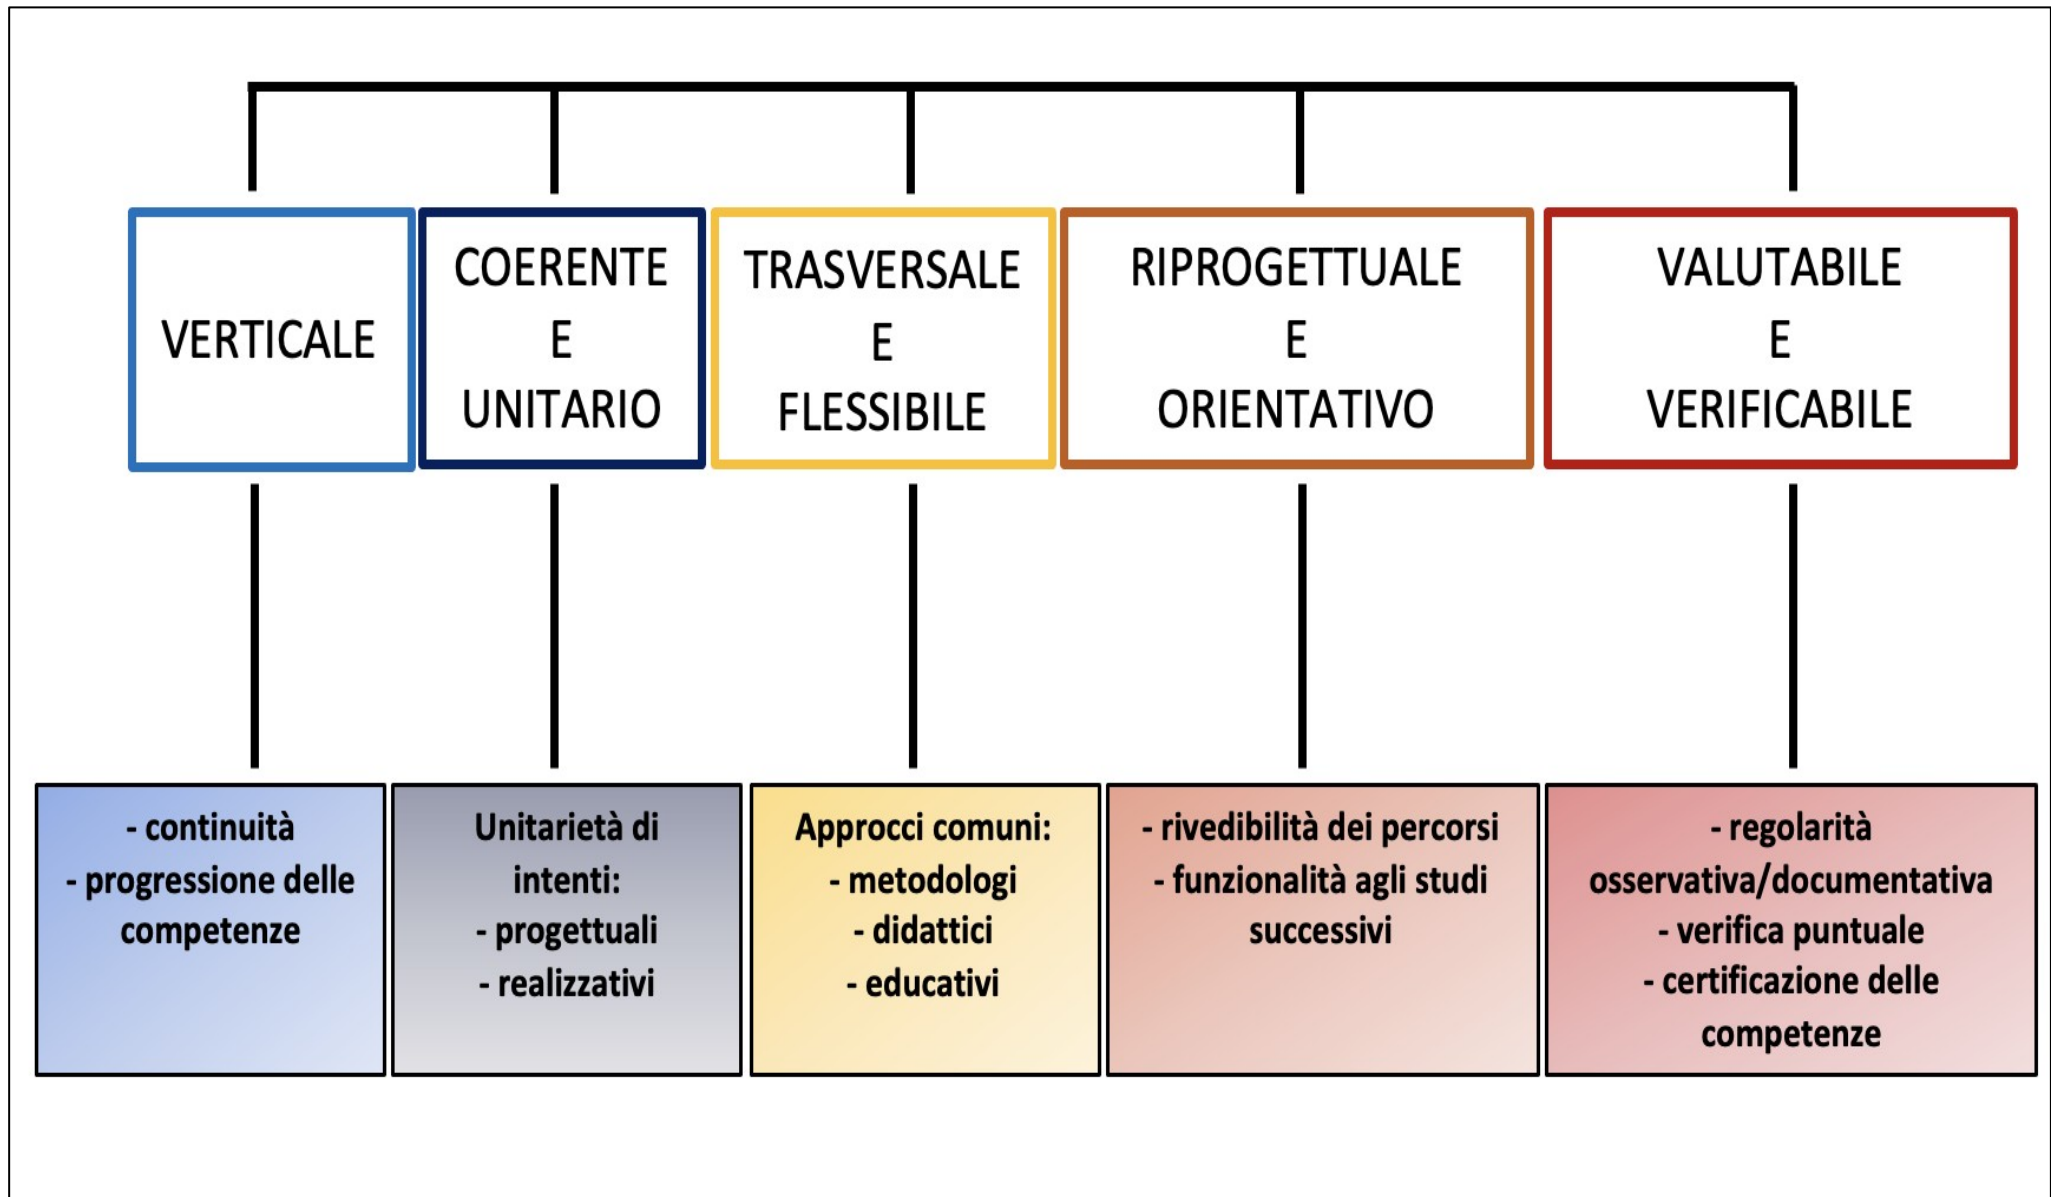 VERTICALE
COERENTE
E
UNITARIO
TRASVERSALE
E
FLESSIBILE
RIPROGETTUALE
E
ORIENTATIVO
VALUTABILE
E
VERIFICABILE
- continuità
- progressione delle
competenze
Unitarietà di
intenti:
- progettuali
- realizzativi
Approcci comuni:
- metodologi
- didattici
- educativi
- rivedibilità dei percorsi
- funzionalità agli studi
successivi
- regolarità
osservativa/documentativa
- verifica puntuale
- certificazione delle
competenze